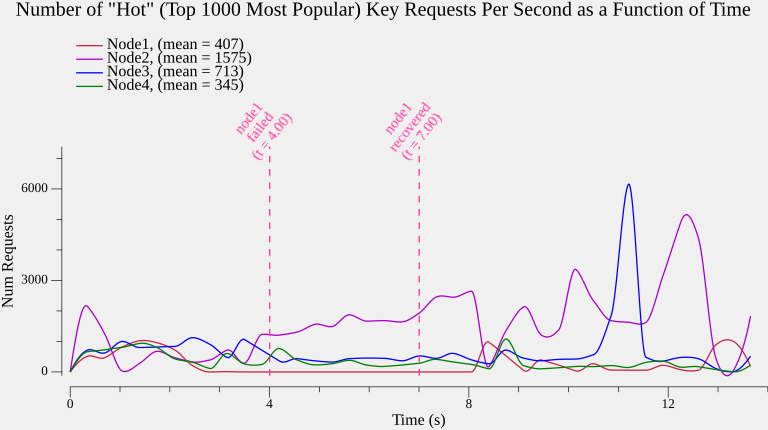 Number of "Hot" (Top 1000 Most Popular) Key Requests Per Second as a Function of Time
Node1, (mean = 407)
Node2, (mean = 1575)
Node3, (mean = 713)
Node4, (mean = 345)
node1
failed
(t = 4.00)
node1
recovered
(t = 7.00)
Num Requests
6000
3000
0
0
4
8
12
Time (s)